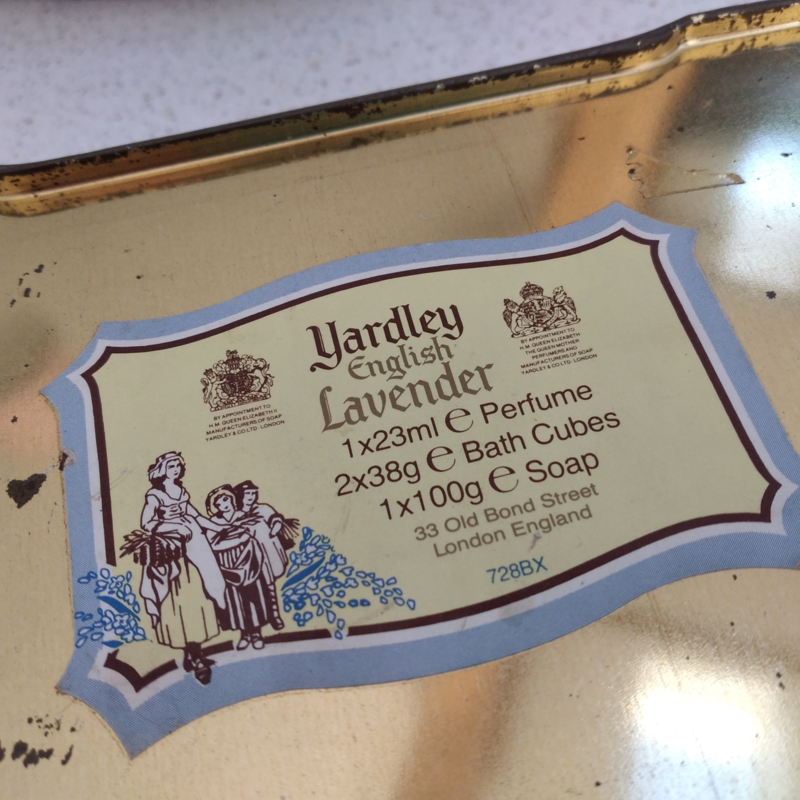 Yardley
English
Lavender
BY APPOINTMENT TO
H.M. QUEEN ELIZABETH II
MANUFACTURERS OF SOAP
YARDLEY & CO LTD · LONDON
BY APPOINTMENT TO
H.M. QUEEN ELIZABETH
THE QUEEN MOTHER
PERFUMERS AND
MANUFACTURERS OF SOAP
YARDLEY & CO LTD · LONDON
1x23ml ℮ Perfume
2x38g ℮ Bath Cubes
1x100g ℮ Soap
33 Old Bond Street
London England
728BX